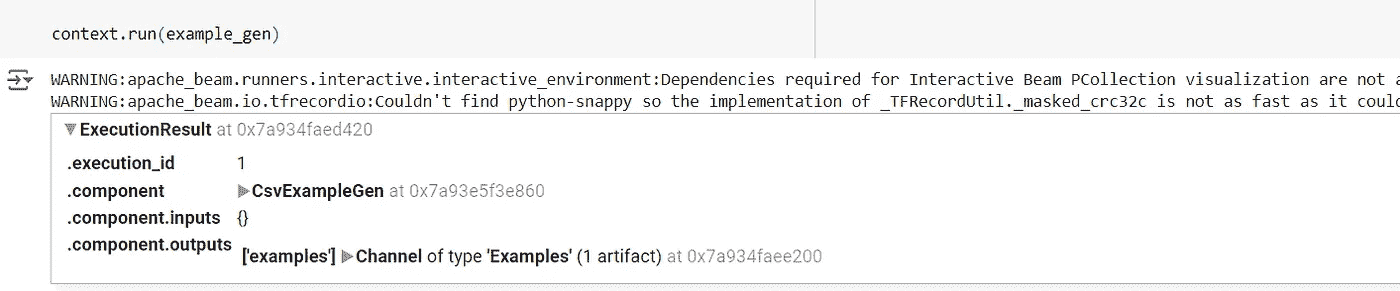 context.run(example_gen)
WARNING:apache_beam.runners.interactive.interactive_environment:Dependencies required for Interactive Beam PCollection visualization are not a
WARNING:apache_beam.io.tfrecordio:Couldn't find python-snappy so the implementation of _TFRecordUtil._masked_crc32c is not as fast as it could
ExecutionResult at 0x7a934faed420
.execution_id 1
.component CsvExampleGen at 0x7a93e5f3e860
.component.inputs {}
.component.outputs ['examples'] Channel of type 'Examples' (1 artifact) at 0x7a934faee200